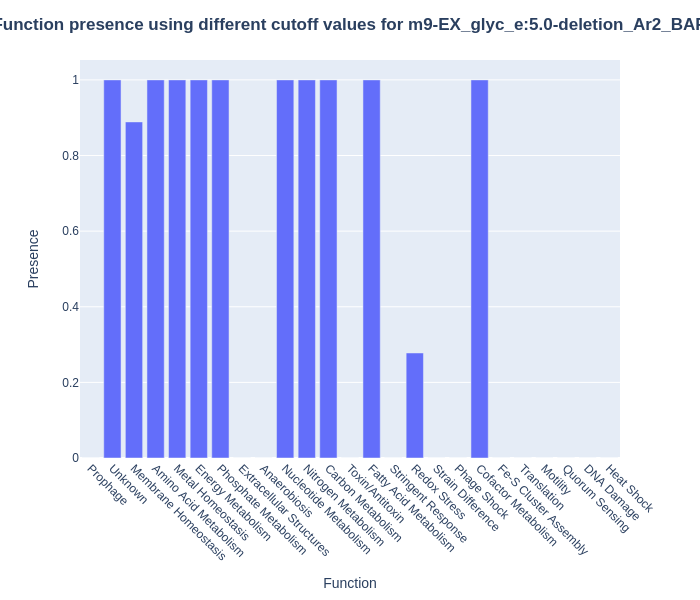 Function presence using different cutoff values for m9-EX_glyc_e:5.0-deletion_Ar2_BAP
1
0.8
0.6
0.4
0.2
0
Presence
Prophage
Unknown
Membrane Homeostasis
Amino Acid Metabolism
Metal Homeostasis
Energy Metabolism
Phosphate Metabolism
Extracellular Structures
Anaerobiosis
Nucleotide Metabolism
Nitrogen Metabolism
Carbon Metabolism
Toxin/Antitoxin
Fatty Acid Metabolism
Stringent Response
Redox Stress
Strain Difference
Phage Shock
Cofactor Metabolism
Fe-S Cluster Assembly
Translation
Motility
Quorum Sensing
DNA Damage
Heat Shock
Function